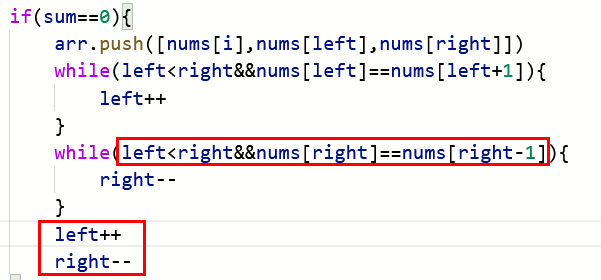 if(sum==0){
arr.push([nums[i],nums[left],nums[right]])
while(left<right&&nums[left]==nums[left+1]){
left++
}
while(left<right&&nums[right]==nums[right-1]){
right--
}
left++
right--